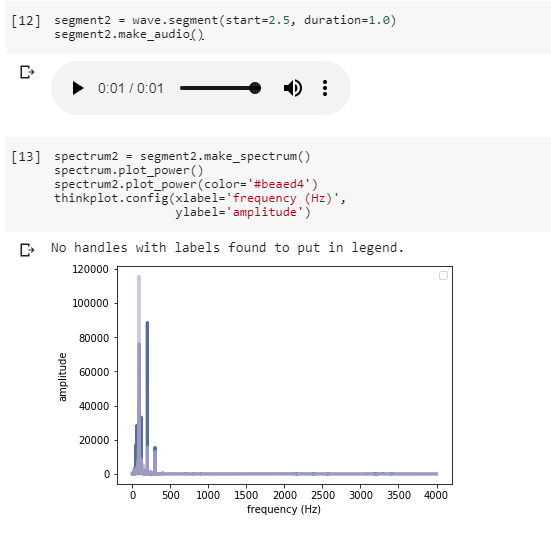 [12] segment2 = wave.segment(start=2.5, duration=1.0)
segment2.make_audio()
0:01 / 0:01
[13] spectrum2 = segment2.make_spectrum()
spectrum.plot_power()
spectrum2.plot_power(color='#beaed4')
thinkplot.config(xlabel='frequency (Hz)',
ylabel='amplitude')
No handles with labels found to put in legend.
120000
100000
80000
60000
40000
20000
0
amplitude
0 500 1000 1500 2000 2500 3000 3500 4000
frequency (Hz)